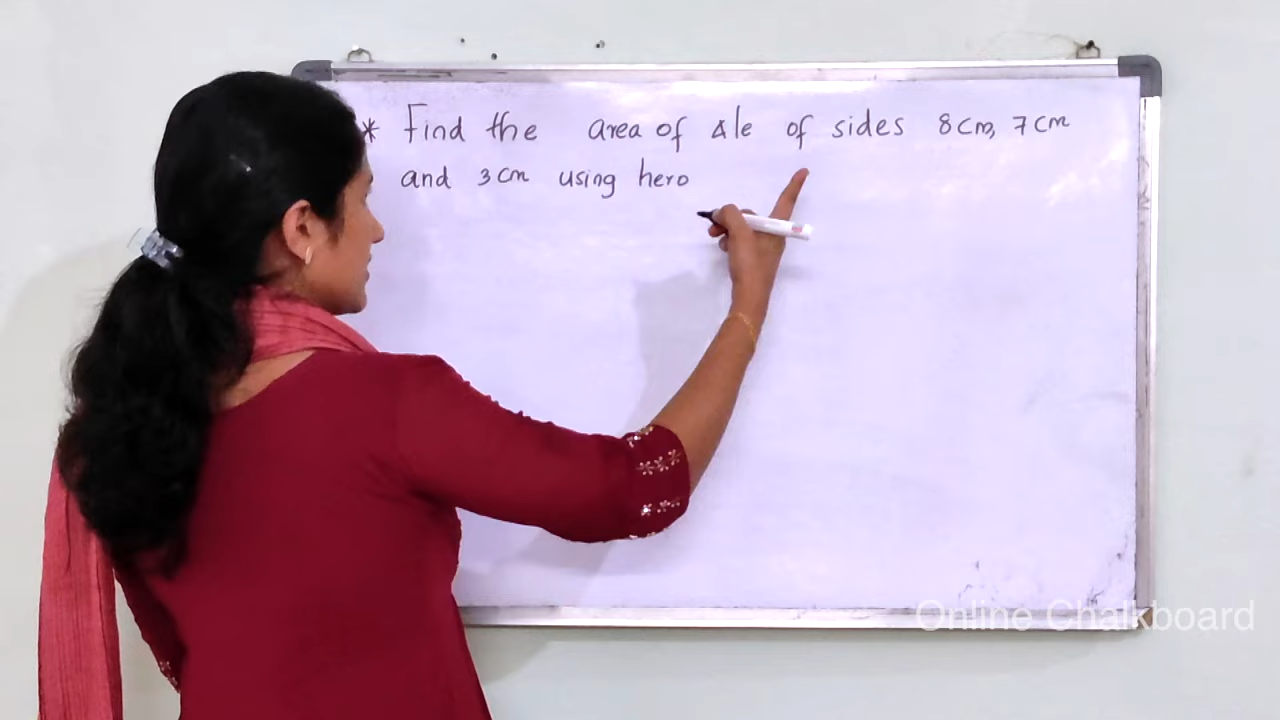 * Find the area of Δle of sides 8cm, 7cm
and 3cm using hero
Online Chalkboard